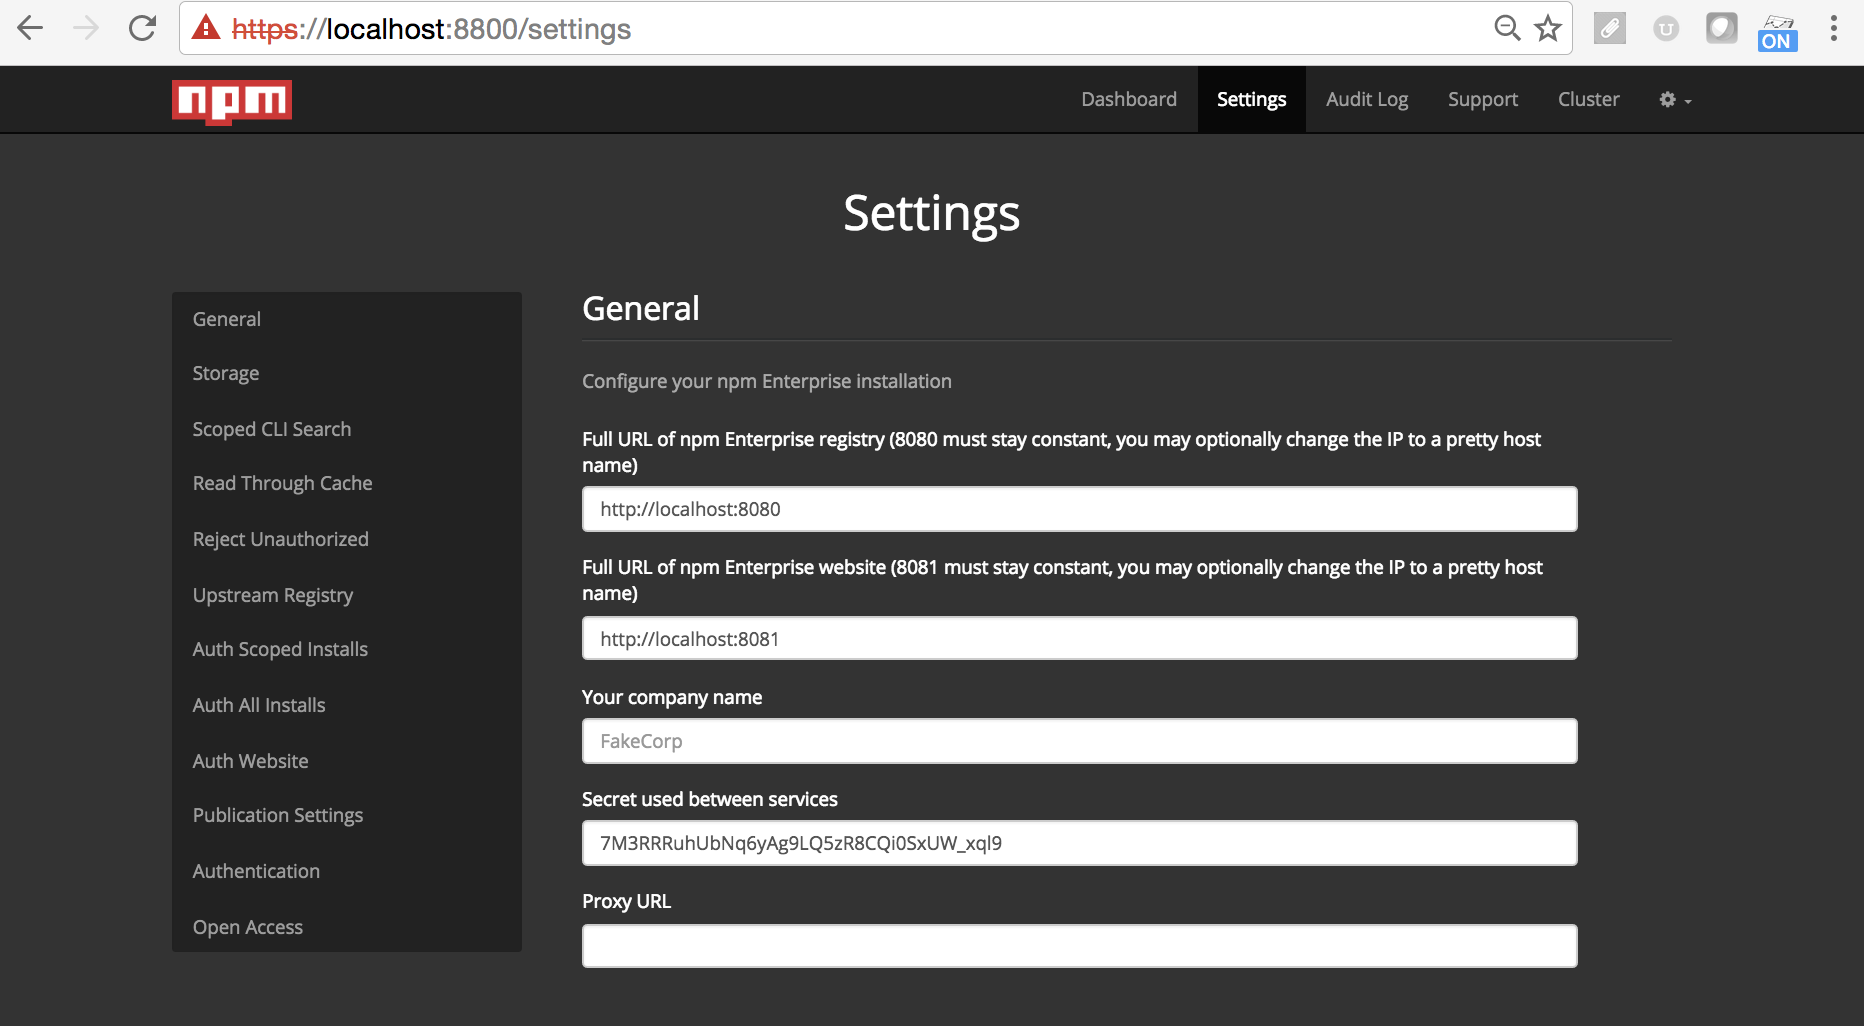 https://localhost:8800/settings
ON
npm
Dashboard
Settings
Audit Log
Support
Cluster
Settings
General
Storage
Scoped CLI Search
Read Through Cache
Reject Unauthorized
Upstream Registry
Auth Scoped Installs
Auth All Installs
Auth Website
Publication Settings
Authentication
Open Access
General
Configure your npm Enterprise installation
Full URL of npm Enterprise registry (8080 must stay constant, you may optionally change the IP to a pretty host
name)
http://localhost:8080
Full URL of npm Enterprise website (8081 must stay constant, you may optionally change the IP to a pretty host
name)
http://localhost:8081
Your company name
FakeCorp
Secret used between services
7M3RRRuhUbNq6yAg9LQ5zR8CQi0SxUW_xql9
Proxy URL